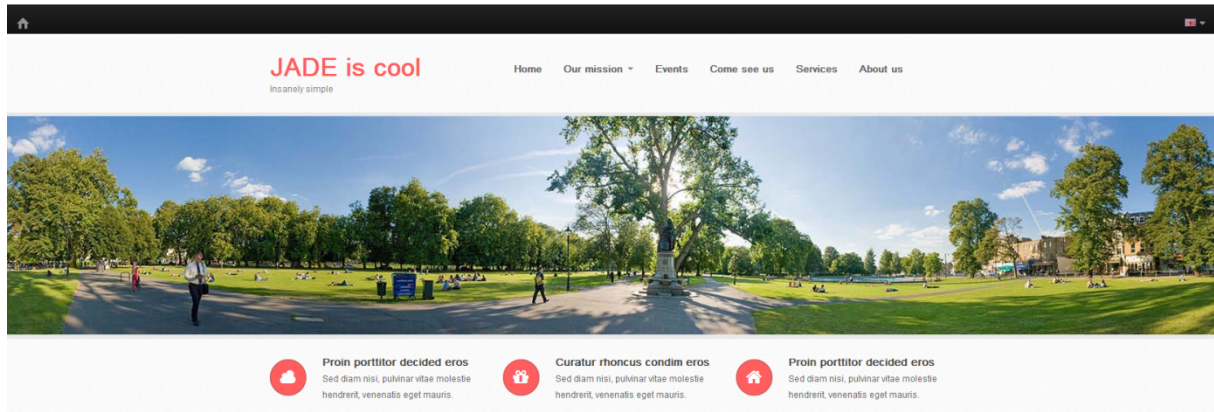 JADE is cool
Insanely simple
Home Our mission Events Come see us Services About us
Proin porttitor decided eros
Sed diam nisi, pulvinar vitae molestie
hendrerit, venenatis eget mauris.
Curatur rhoncus condim eros
Sed diam nisi, pulvinar vitae molestie
hendrerit, venenatis eget mauris.
Proin porttitor decided eros
Sed diam nisi, pulvinar vitae molestie
hendrerit, venenatis eget mauris.